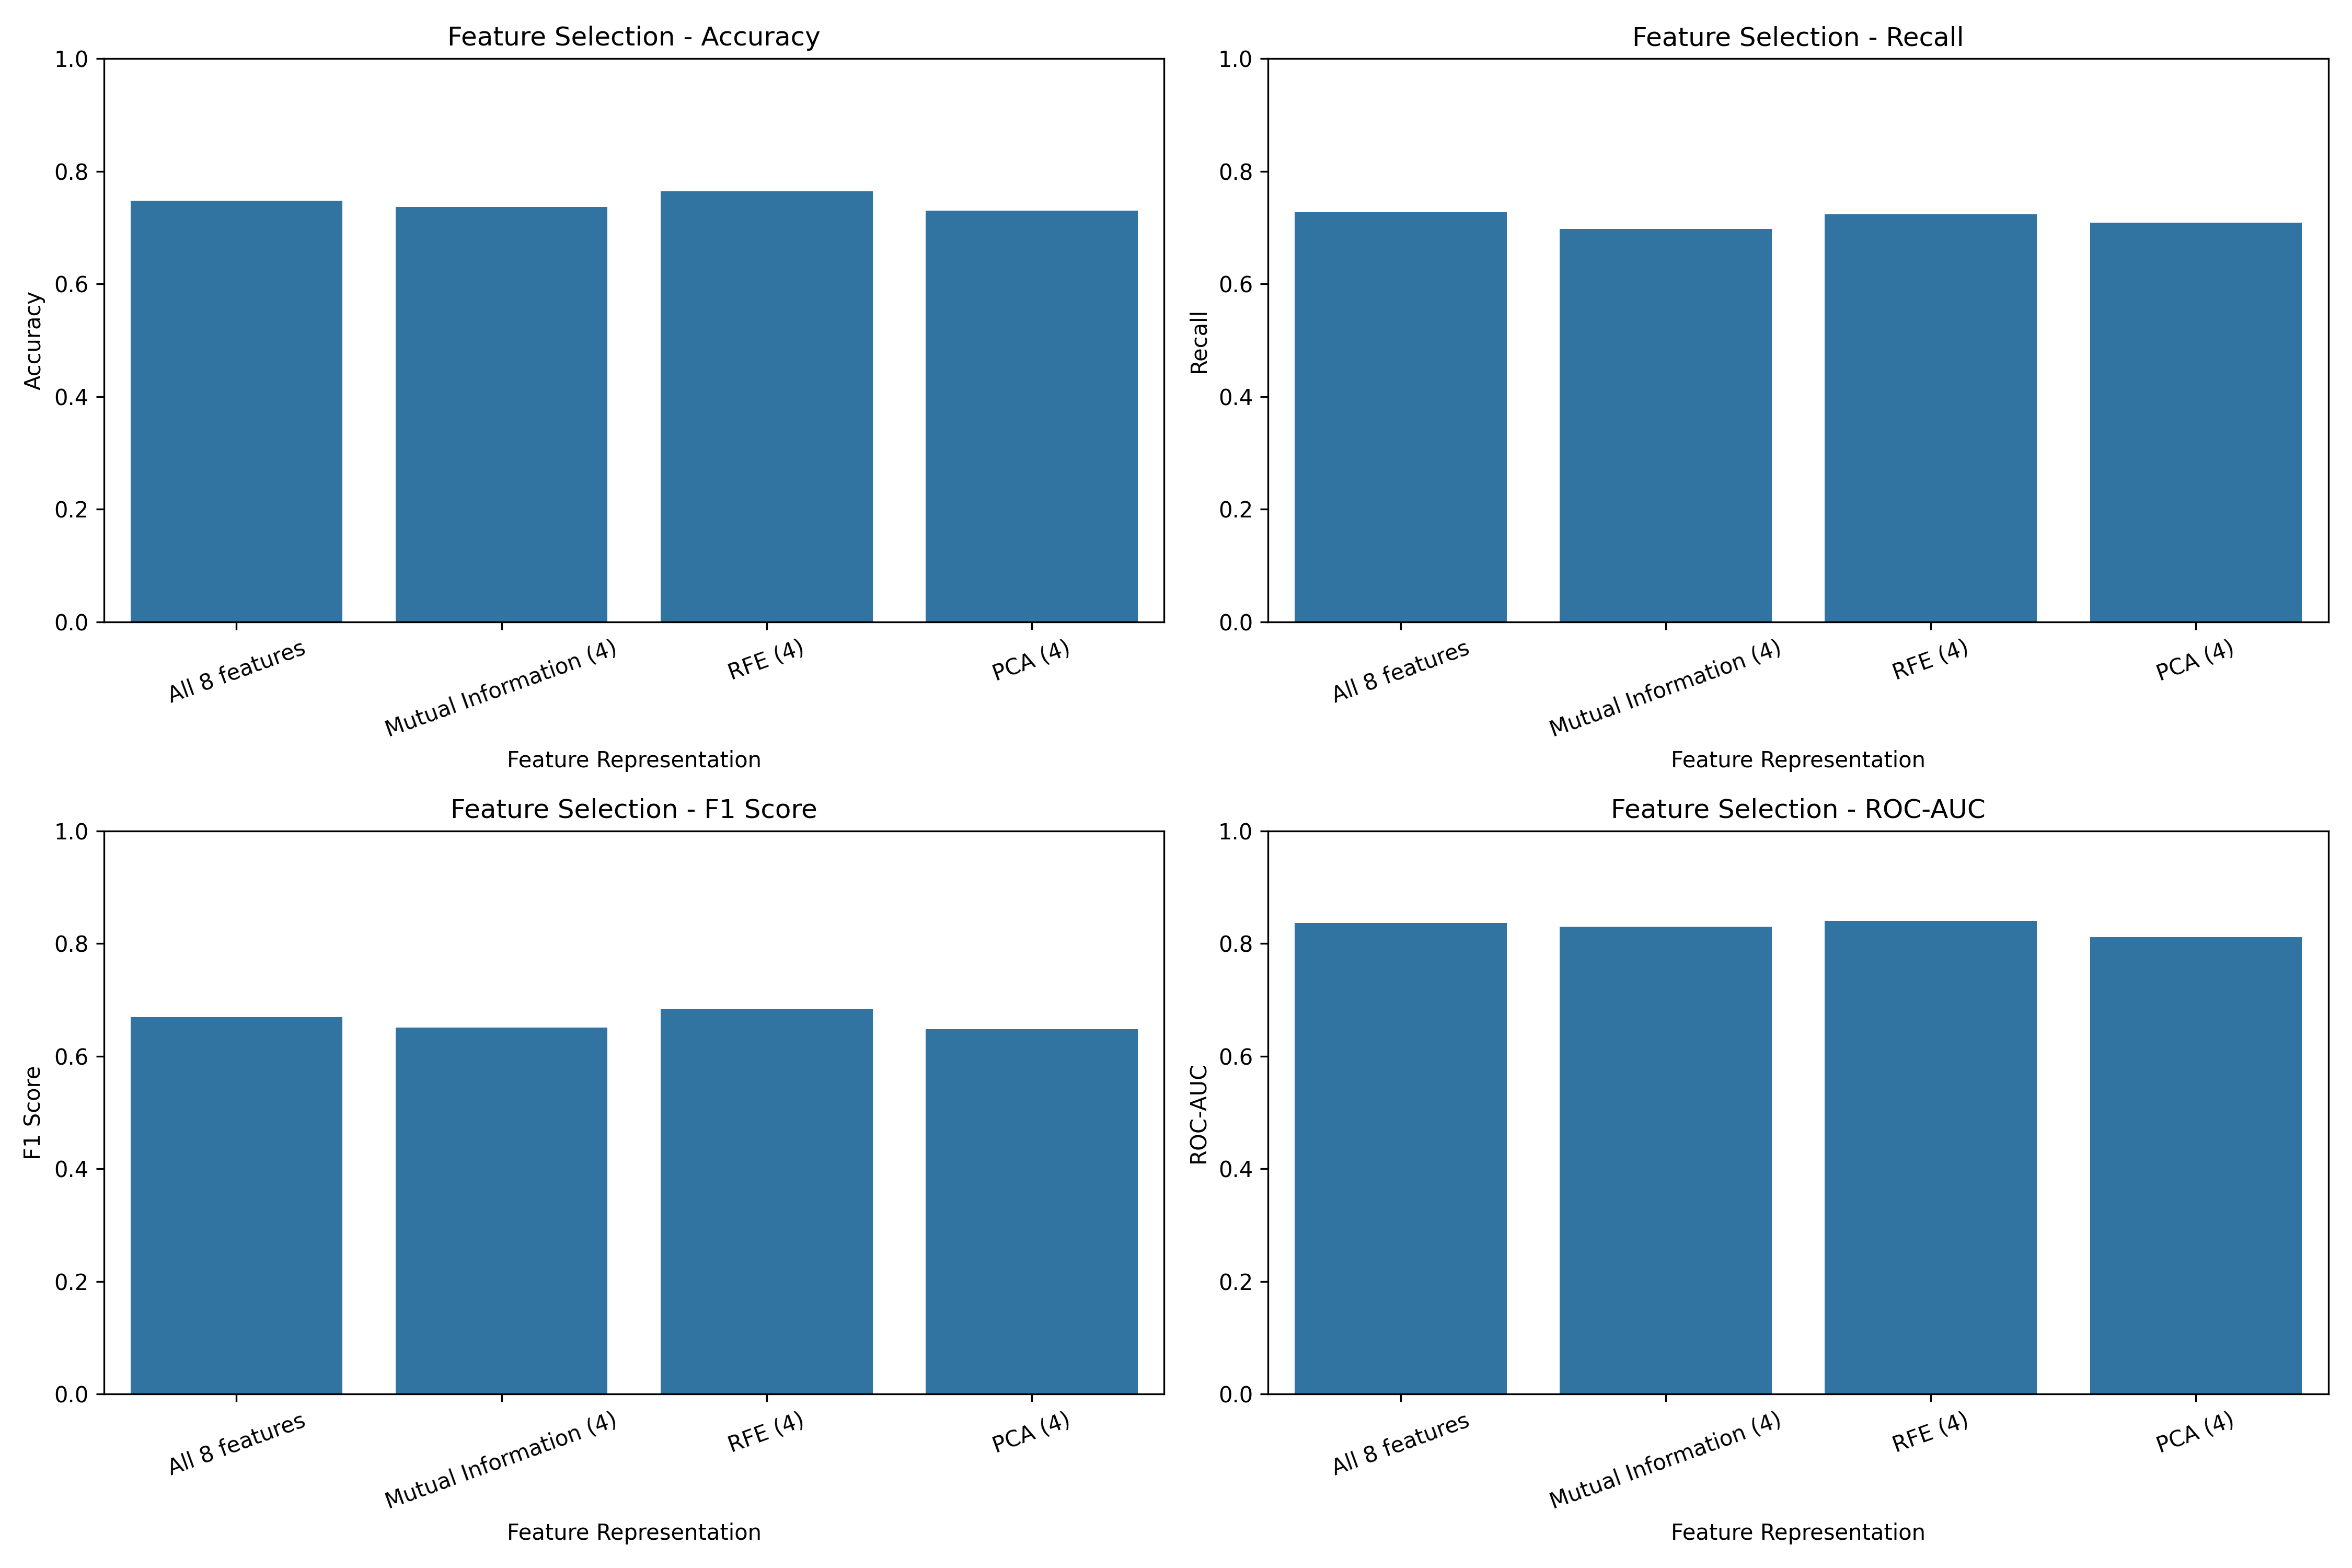 Feature Selection - Accuracy
1.0
0.8
0.6
0.4
0.2
0.0
Accuracy
All 8 features
Mutual Information (4)
RFE (4)
PCA (4)
Feature Representation
Feature Selection - Recall
1.0
0.8
0.6
0.4
0.2
0.0
Recall
All 8 features
Mutual Information (4)
RFE (4)
PCA (4)
Feature Representation
Feature Selection - F1 Score
1.0
0.8
0.6
0.4
0.2
0.0
F1 Score
All 8 features
Mutual Information (4)
RFE (4)
PCA (4)
Feature Representation
Feature Selection - ROC-AUC
1.0
0.8
0.6
0.4
0.2
0.0
ROC-AUC
All 8 features
Mutual Information (4)
RFE (4)
PCA (4)
Feature Representation